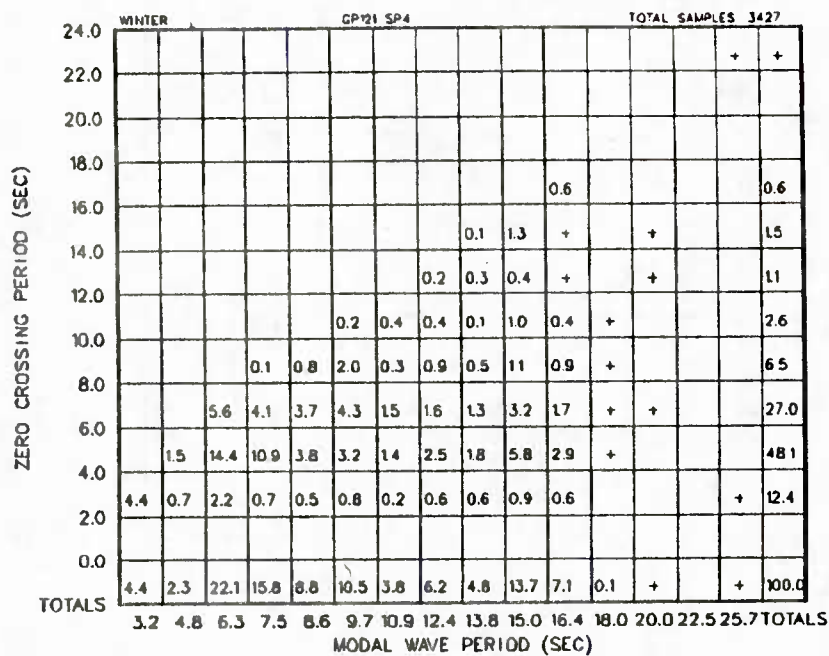 WINTER GP721 SP4 TOTAL SAMPLES 3427
24.0
+ +
22.0
20.0
18.0
0.6 0.6
16.0
0.1 1.3 + + 1.5
14.0
0.2 0.3 0.4 + + 1.1
12.0
0.2 0.4 0.4 0.1 1.0 0.4 + 2.6
10.0
0.1 0.8 2.0 0.3 0.9 0.5 11 0.9 + 6 5
8.0
5.6 4.1 3.7 4.3 1.5 1.6 1.3 3.2 1.7 + + 27.0
6.0
1.5 14.4 10.9 3.8 3.2 1.4 2.5 1.8 5.8 2.9 + 48 1
4.0
4.4 0.7 2.2 0.7 0.5 0.8 0.2 0.6 0.6 0.9 0.6 + 12.4
2.0
0.0
4.4 2.3 22.1 15.8 8.8 10.5 3.8 6.2 4.8 13.7 7.1 0.1 + + 100.0
TOTALS
3.2 4.8 6.3 7.5 8.6 9.7 10.9 12.4 13.8 15.0 16.4 18.0 20.0 22.5 25.7 TOTALS
MODAL WAVE PERIOD (SEC)
ZERO CROSSING PERIOD (SEC)